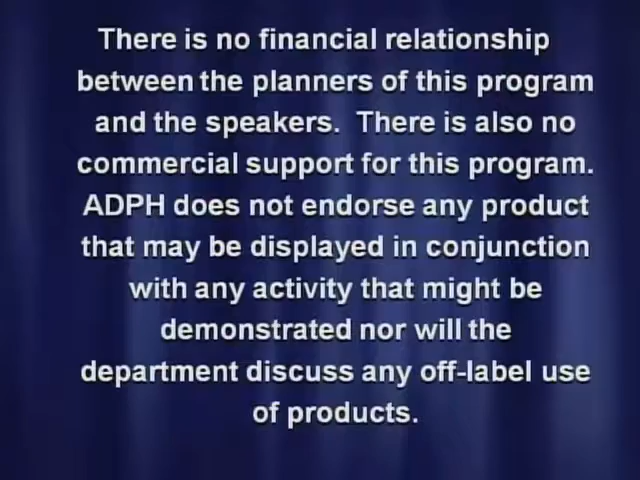 There is no financial relationship
between the planners of this program
and the speakers.  There is also no
commercial support for this program.
ADPH does not endorse any product
that may be displayed in conjunction
with any activity that might be
demonstrated nor will the
department discuss any off-label use
of products.